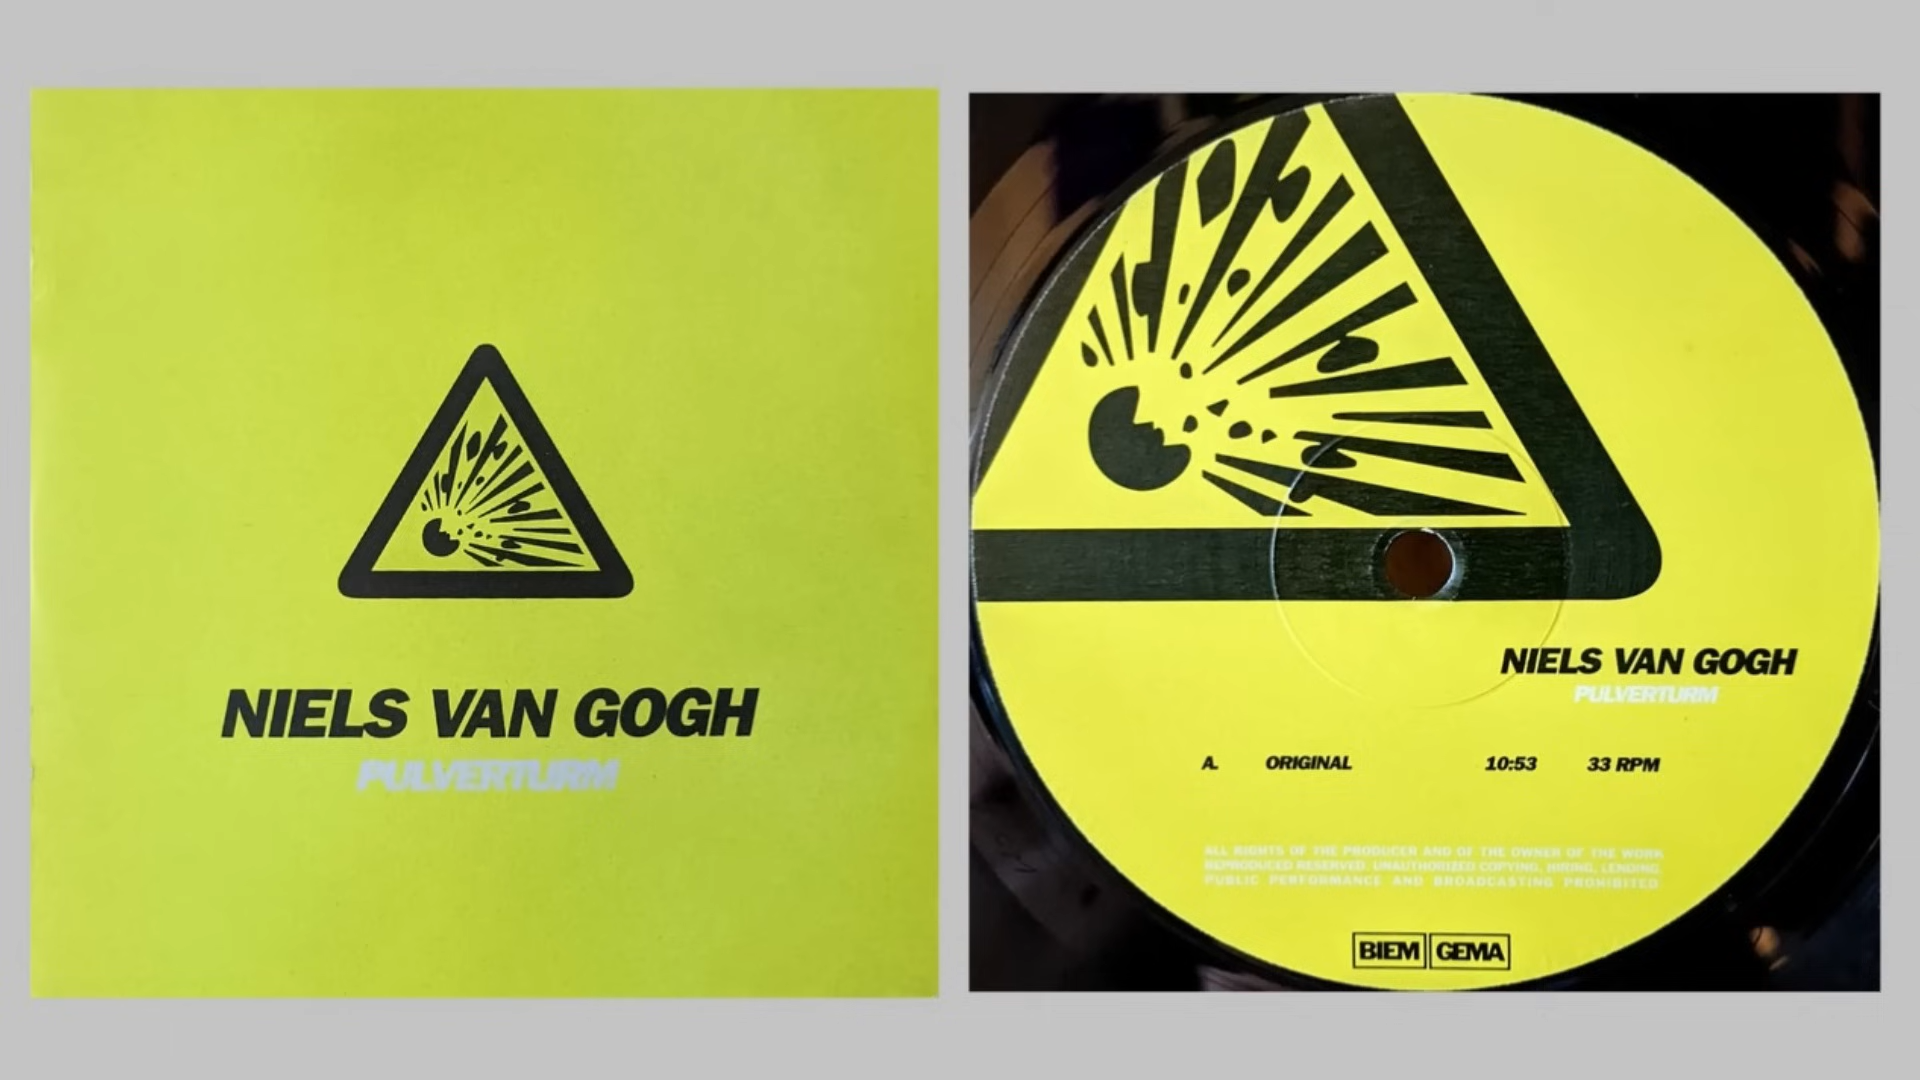 NIELS VAN GOGH
PULVERTURM
NIELS VAN GOGH
PULVERTURM
A. ORIGINAL 10:53 33 RPM
ALL RIGHTS OF THE PRODUCER AND OF THE OWNER OF THE WORK
REPRODUCED RESERVED. UNAUTHORIZED COPYING, HIRING, LENDING,
PUBLIC PERFORMANCE AND BROADCASTING PROHIBITED
BIEM GEMA